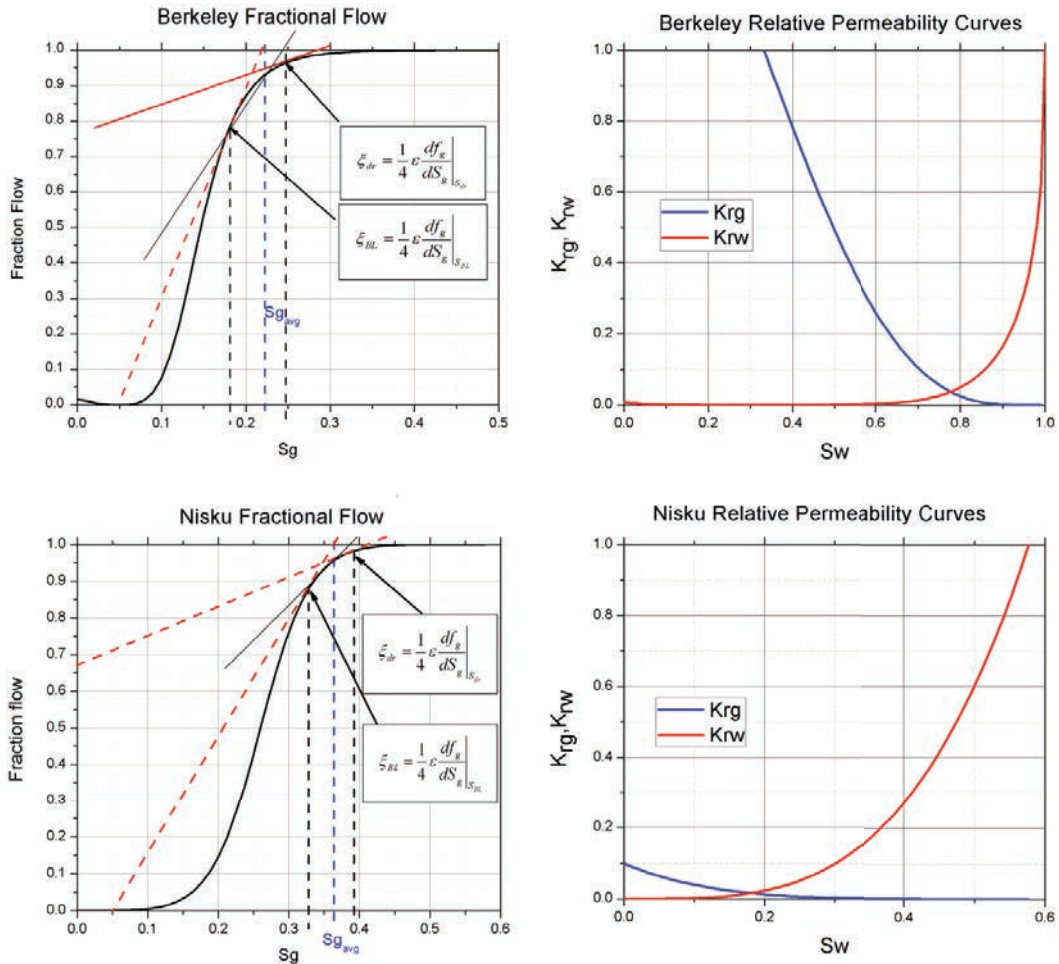 Berkeley Fractional Flow
1.0
0.9
0.8
0.7
0.6
0.5
0.4
0.3
0.2
0.1
0.0
Fraction Flow
ξdr = 1/4 ε dfg/dSg |Sdr
ξBL = 1/4 ε dfg/dSg |SBL
Sgavg
0.0 0.1 0.2 0.3 0.4 0.5
Sg
Berkeley Relative Permeability Curves
1.0
0.8
0.6
0.4
0.2
0.0
Krg, Krw
Krg
Krw
0.0 0.2 0.4 0.6 0.8 1.0
Sw
Nisku Fractional Flow
1.0
0.9
0.8
0.7
0.6
0.5
0.4
0.3
0.2
0.1
0.0
Fraction flow
ξdr = 1/4 ε dfg/dSg |Sdr
ξBL = 1/4 ε dfg/dSg |SBL
0.0 0.1 0.2 0.3 0.4 0.5 0.6
Sg
Sgavg
Nisku Relative Permeability Curves
1.0
0.8
0.6
0.4
0.2
0.0
Krg,Krw
Krg
Krw
0.0 0.2 0.4 0.6
Sw